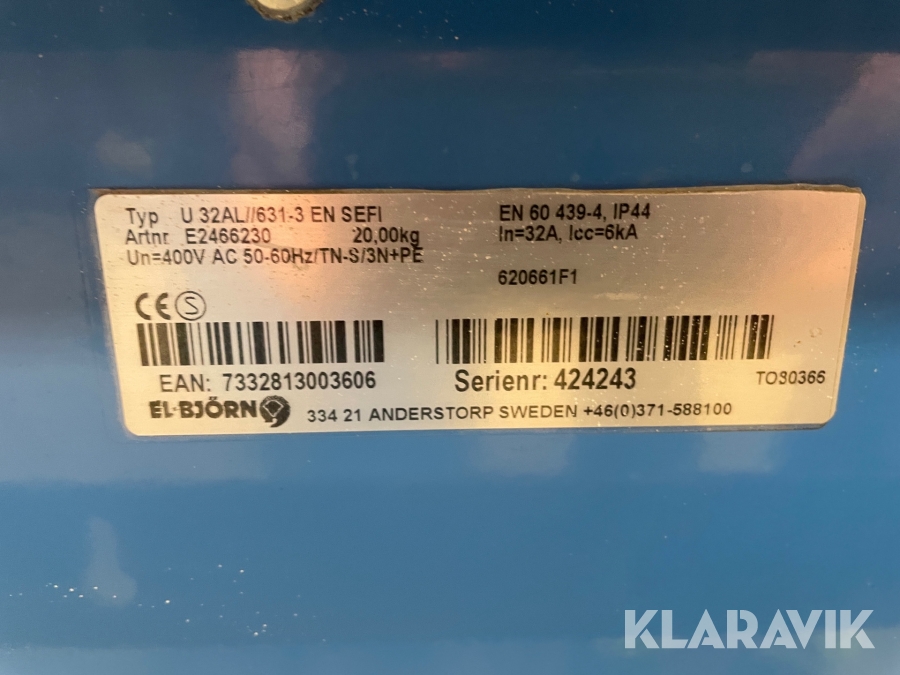 Typ U 32AL//631-3 EN SEFI
Artnr E2466230 20,00kg
Un=400V AC 50-60Hz/TN-S/3N+PE
EN 60 439-4, IP44
In=32A, Icc=6kA
620661F1
CE S
EAN: 7332813003606
Serienr: 424243
TO30366
EL-BJÖRN
334 21 ANDERSTORP SWEDEN +46(0)371-588100
KLARAVIK